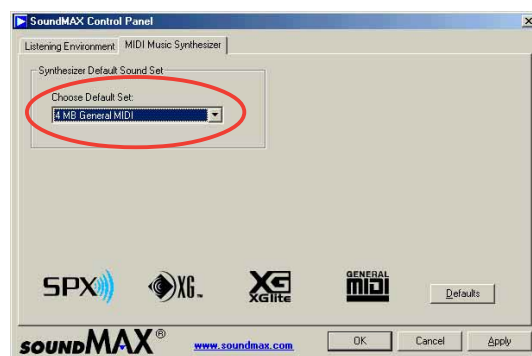 SoundMAX Control Panel
Listening Environment MIDI Music Synthesizer
Synthesizer Default Sound Set
Choose Default Set:
4 MB General MIDI
SPX XG XG XGlite GENERAL MIDI
Defaults
SOUNDMAX® www.soundmax.com OK Cancel Apply